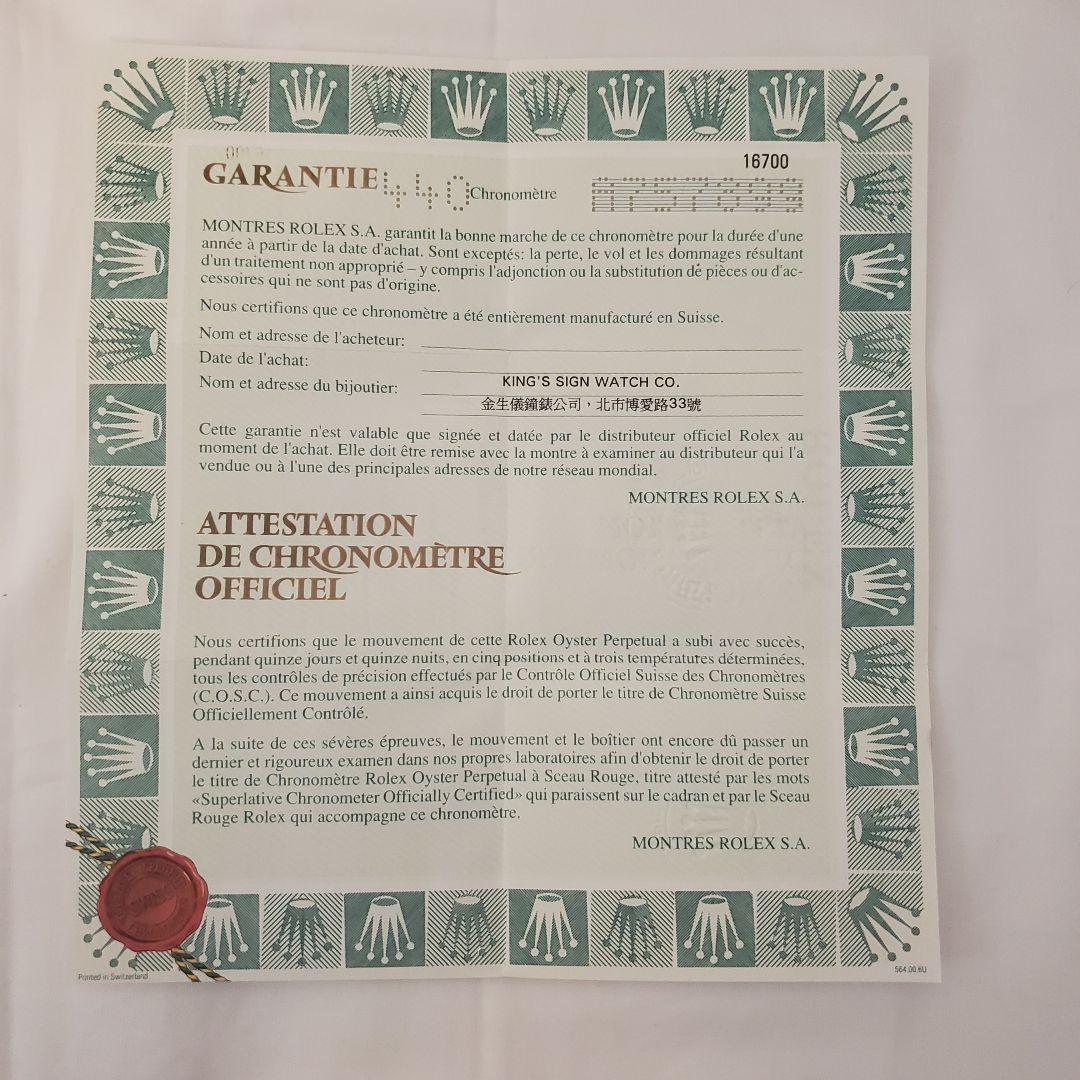 16700
GARANTIE 440 Chronomètre
MONTRES ROLEX S.A. garantit la bonne marche de ce chronomètre pour la durée d'une
année à partir de la date d'achat. Sont exceptés: la perte, le vol et les dommages résultant
d'un traitement non approprié – y compris l'adjonction ou la substitution de pièces ou d'ac-
cessoires qui ne sont pas d'origine.
Nous certifions que ce chronomètre a été entièrement manufacturé en Suisse.
Nom et adresse de l'acheteur:
Date de l'achat:
Nom et adresse du bijoutier: KING'S SIGN WATCH CO.
金生儀鐘錶公司，北市博愛路33號
Cette garantie n'est valable que signée et datée par le distributeur officiel Rolex au
moment de l'achat. Elle doit être remise avec la montre à examiner au distributeur qui l'a
vendue ou à l'une des principales adresses de notre réseau mondial.
MONTRES ROLEX S.A.
ATTESTATION
DE CHRONOMÈTRE
OFFICIEL
Nous certifions que le mouvement de cette Rolex Oyster Perpetual a subi avec succès,
pendant quinze jours et quinze nuits, en cinq positions et à trois températures déterminées,
tous les contrôles de précision effectués par le Contrôle Officiel Suisse des Chronomètres
(C.O.S.C.). Ce mouvement a ainsi acquis le droit de porter le titre de Chronomètre Suisse
Officiellement Contrôlé.
A la suite de ces sévères épreuves, le mouvement et le boîtier ont encore dû passer un
dernier et rigoureux examen dans nos propres laboratoires afin d'obtenir le droit de porter
le titre de Chronomètre Rolex Oyster Perpetual à Sceau Rouge, titre attesté par les mots
«Superlative Chronometer Officially Certified» qui paraissent sur le cadran et par le Sceau
Rouge Rolex qui accompagne ce chronomètre.
MONTRES ROLEX S.A.
Printed in Switzerland
564.00.6U